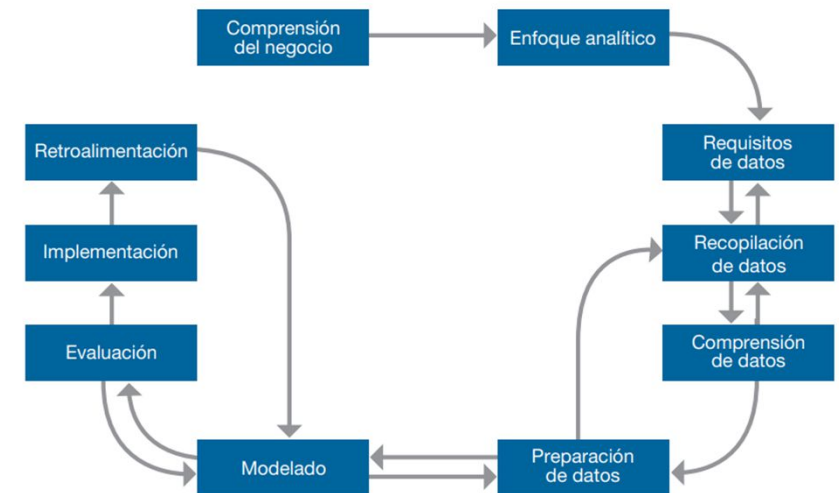 Comprensión
del negocio
Enfoque analítico
Requisitos
de datos
Recopilación
de datos
Comprensión
de datos
Preparación
de datos
Modelado
Evaluación
Implementación
Retroalimentación